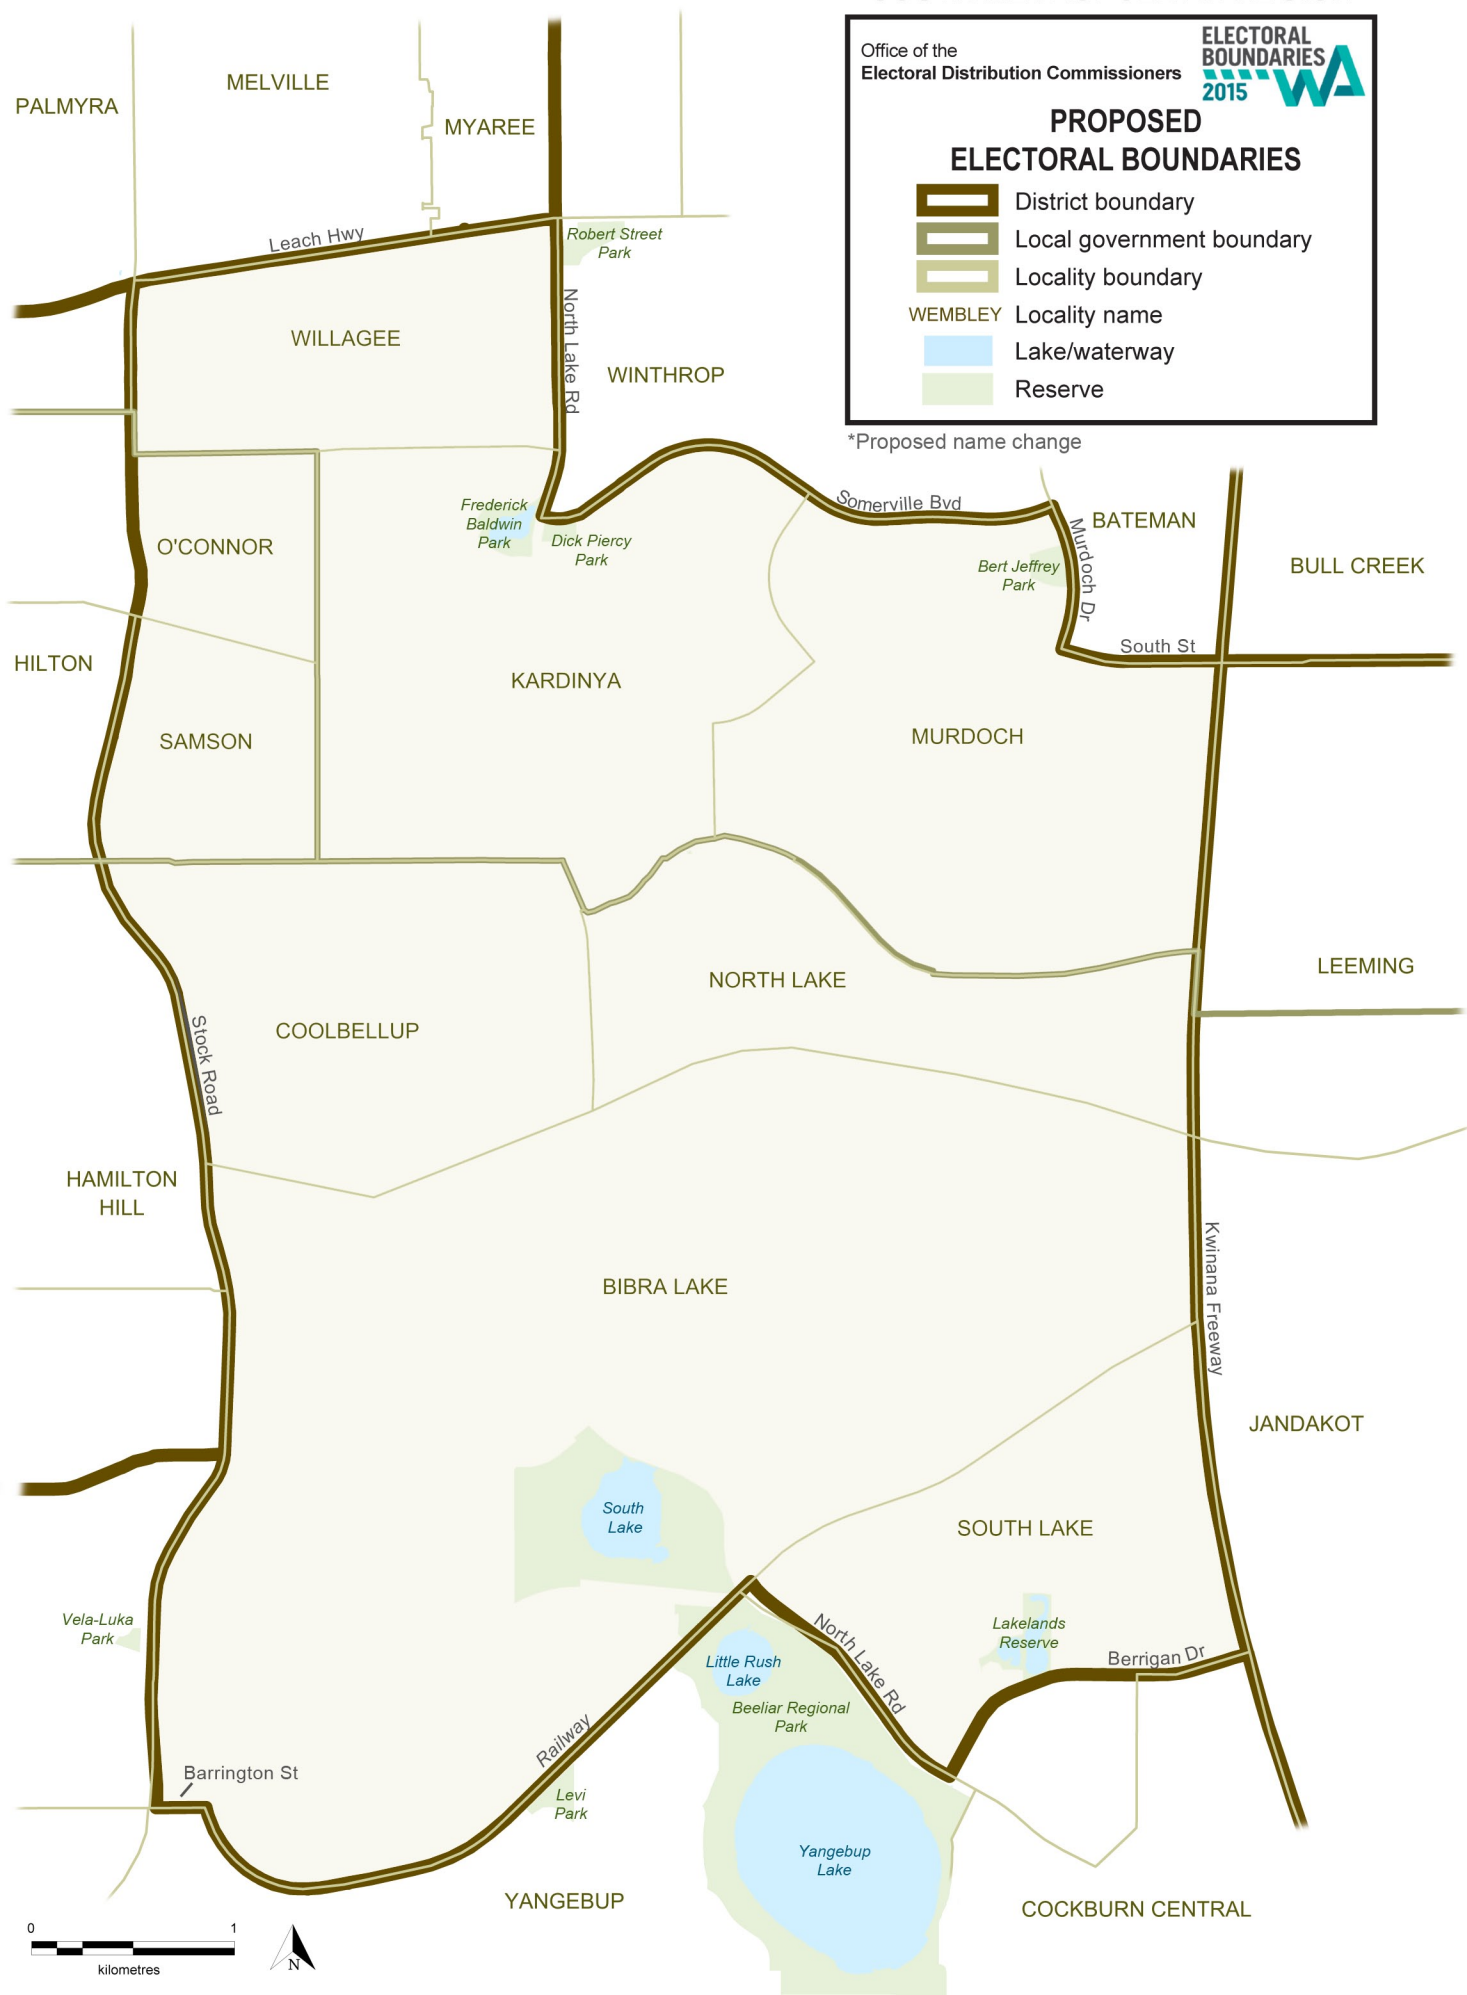 Office of the
Electoral Distribution Commissioners
ELECTORAL
BOUNDARIES
2015
WA
PROPOSED
ELECTORAL BOUNDARIES
District boundary
Local government boundary
Locality boundary
WEMBLEY Locality name
Lake/waterway
Reserve
*Proposed name change
PALMYRA
MELVILLE
MYAREE
Leach Hwy
Robert Street
Park
North Lake Rd
WILLAGEE
WINTHROP
Somerville Bvd
Frederick
Baldwin
Park
Dick Piercy
Park
O'CONNOR
Bert Jeffrey
Park
Murdoch Dr
BATEMAN
BULL CREEK
South St
HILTON
KARDINYA
SAMSON
MURDOCH
NORTH LAKE
LEEMING
COOLBELLUP
Stock Road
HAMILTON
HILL
BIBRA LAKE
Kwinana Freeway
JANDAKOT
South
Lake
SOUTH LAKE
Vela-Luka
Park
Lakelands
Reserve
North Lake Rd
Berrigan Dr
Little Rush
Lake
Beeliar Regional
Park
Railway
Barrington St
Levi
Park
Yangebup
Lake
YANGEBUP
COCKBURN CENTRAL
0 1
kilometres
N